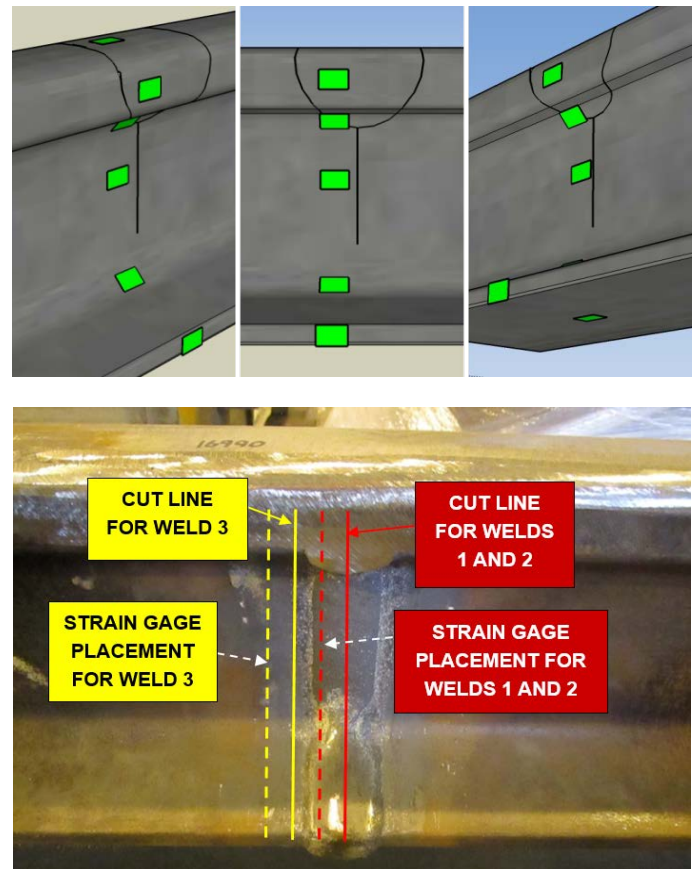 16990
CUT LINE
FOR WELD 3
CUT LINE
FOR WELDS
1 AND 2
STRAIN GAGE
PLACEMENT
FOR WELD 3
STRAIN GAGE
PLACEMENT FOR
WELDS 1 AND 2